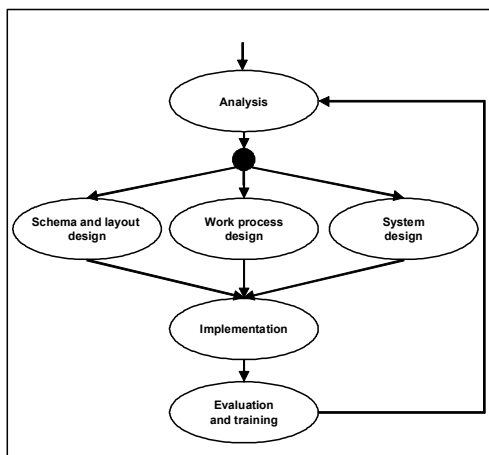 Analysis
Schema and layout
design
Work process
design
System
design
Implementation
Evaluation
and training